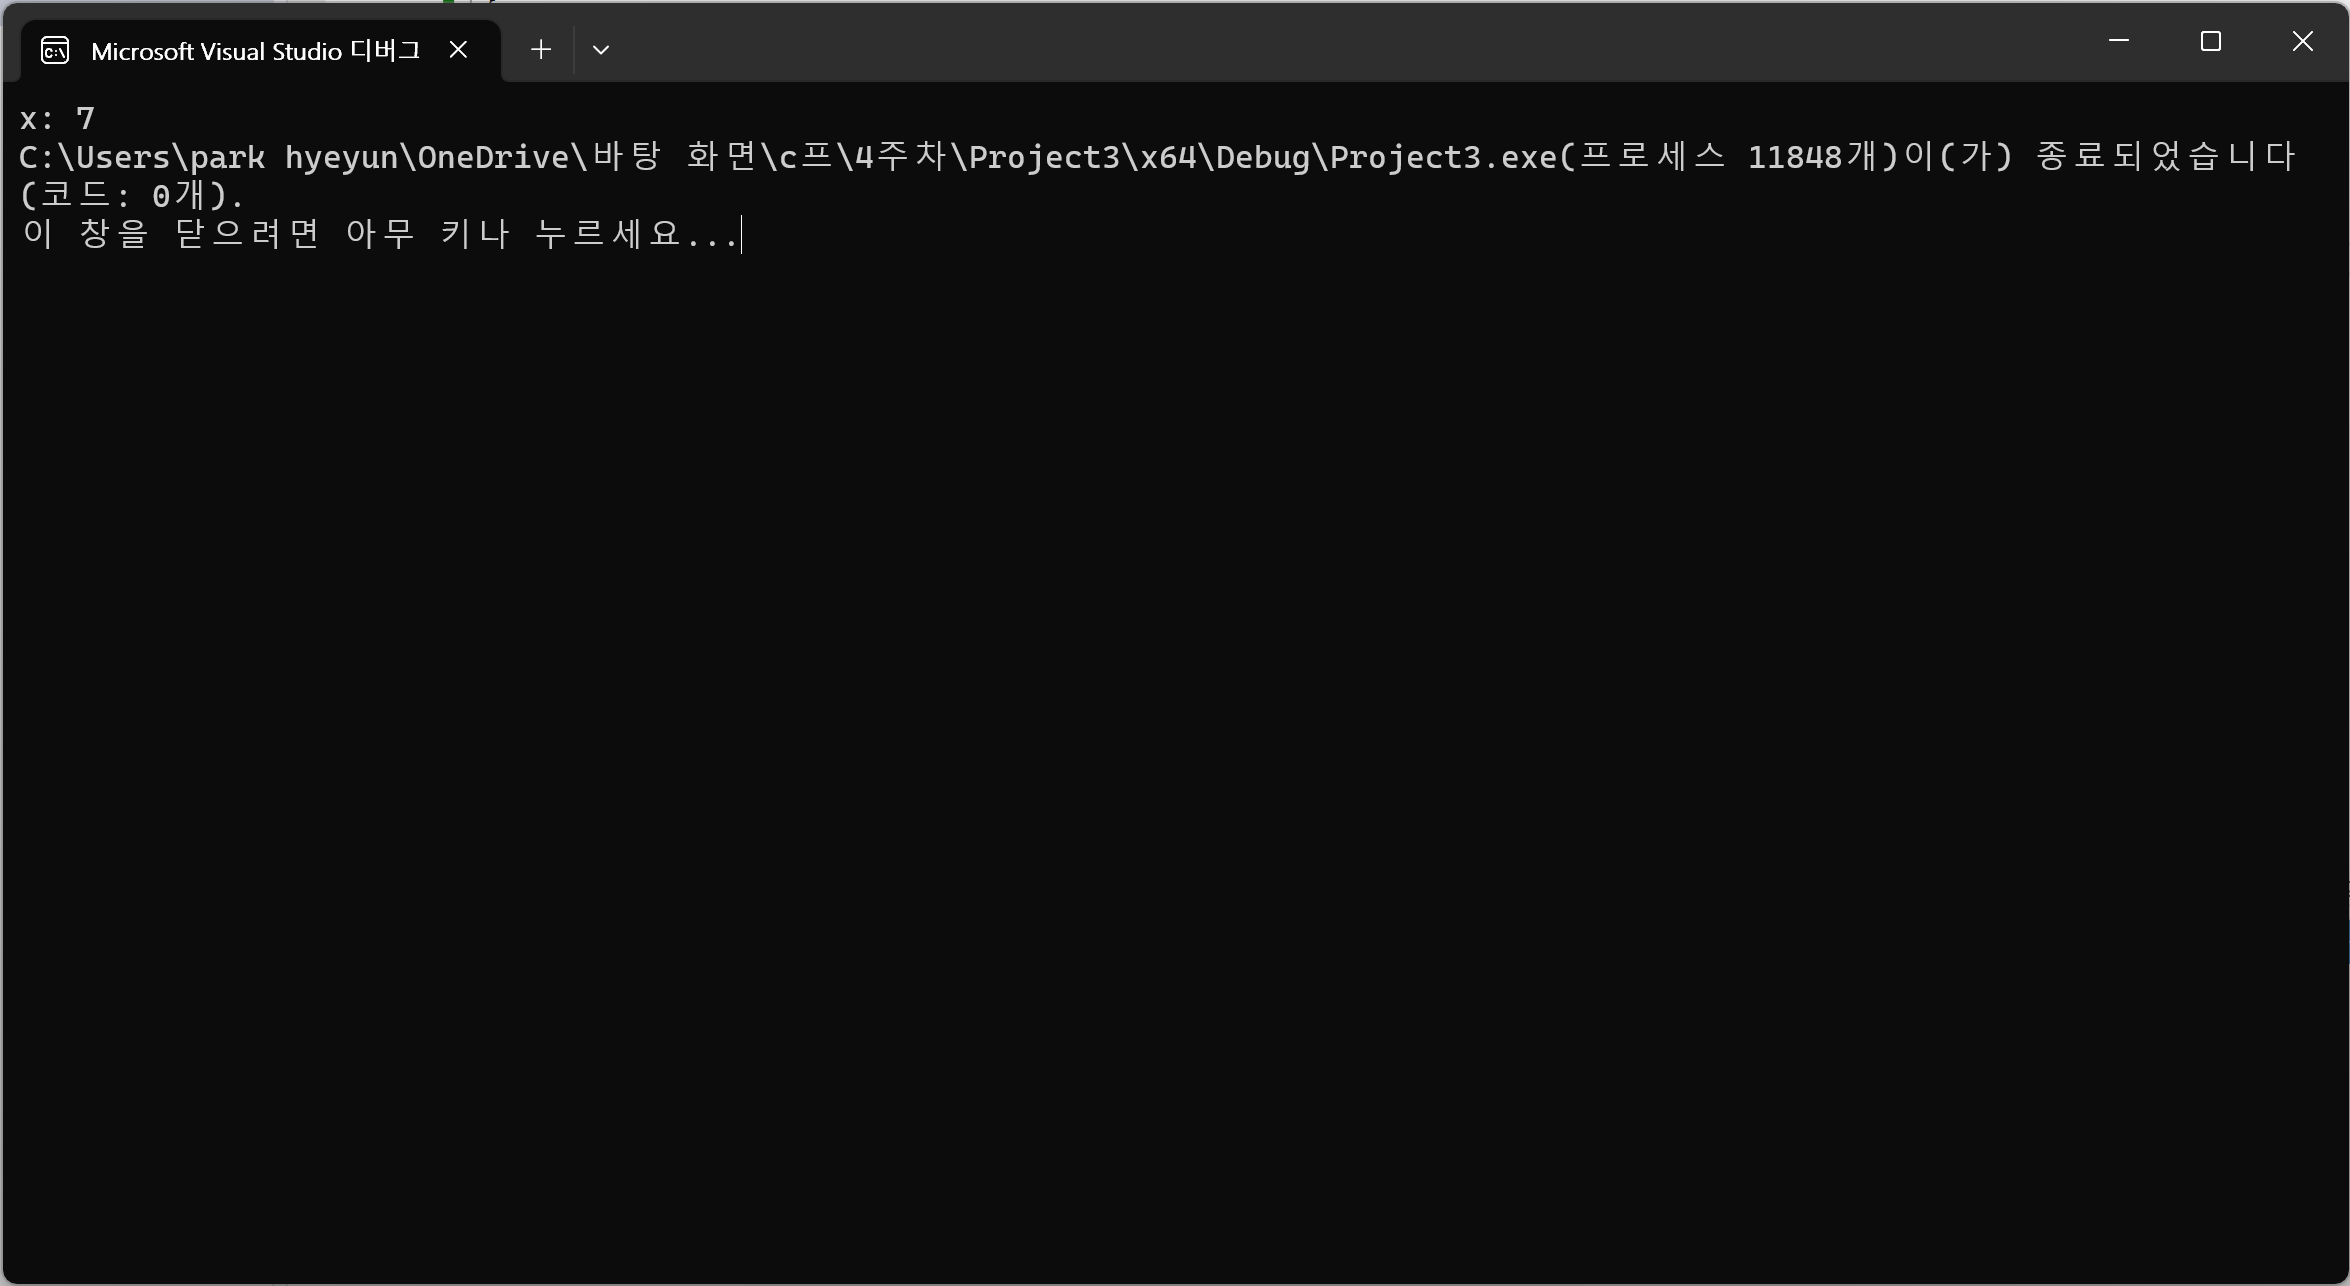 Microsoft Visual Studio 디버그
x: 7
C:\Users\park hyeyun\OneDrive\바탕 화면\c프\4주차\Project3\x64\Debug\Project3.exe(프로세스 11848개)이(가) 종료되었습니다
(코드: 0개).
이 창을 닫으려면 아무 키나 누르세요...